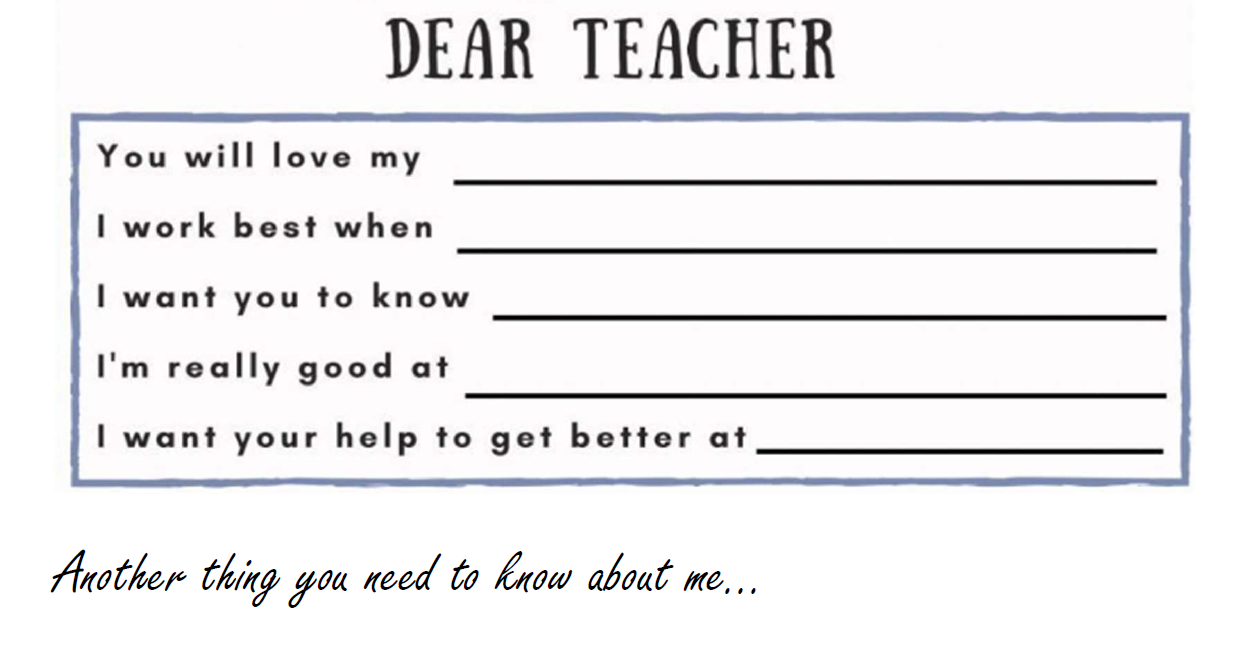 DEAR TEACHER
You will love my
I work best when
I want you to know
I'm really good at
I want your help to get better at
Another thing you need to know about me...